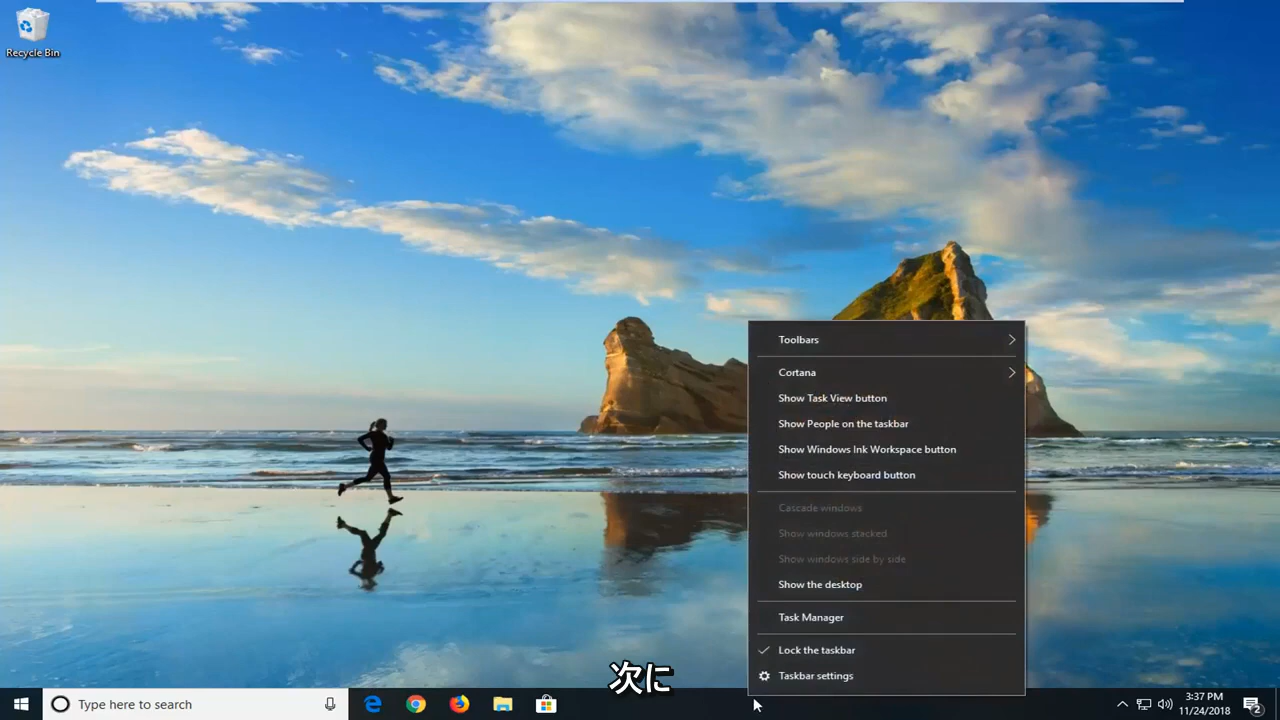 Recycle Bin
Toolbars
Cortana
Show Task View button
Show People on the taskbar
Show Windows Ink Workspace button
Show touch keyboard button
Cascade windows
Show windows stacked
Show windows side by side
Show the desktop
Task Manager
Lock the taskbar
Taskbar settings
次に
Type here to search
3:37 PM
11/24/2018
2